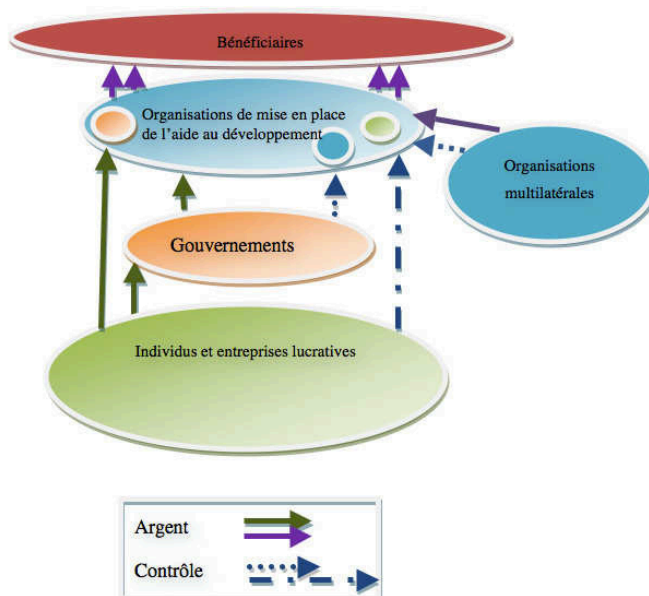 Bénéficiaires
Organisations de mise en place
de l'aide au développement
Organisations
multilatérales
Gouvernements
Individus et entreprises lucratives
Argent
Contrôle